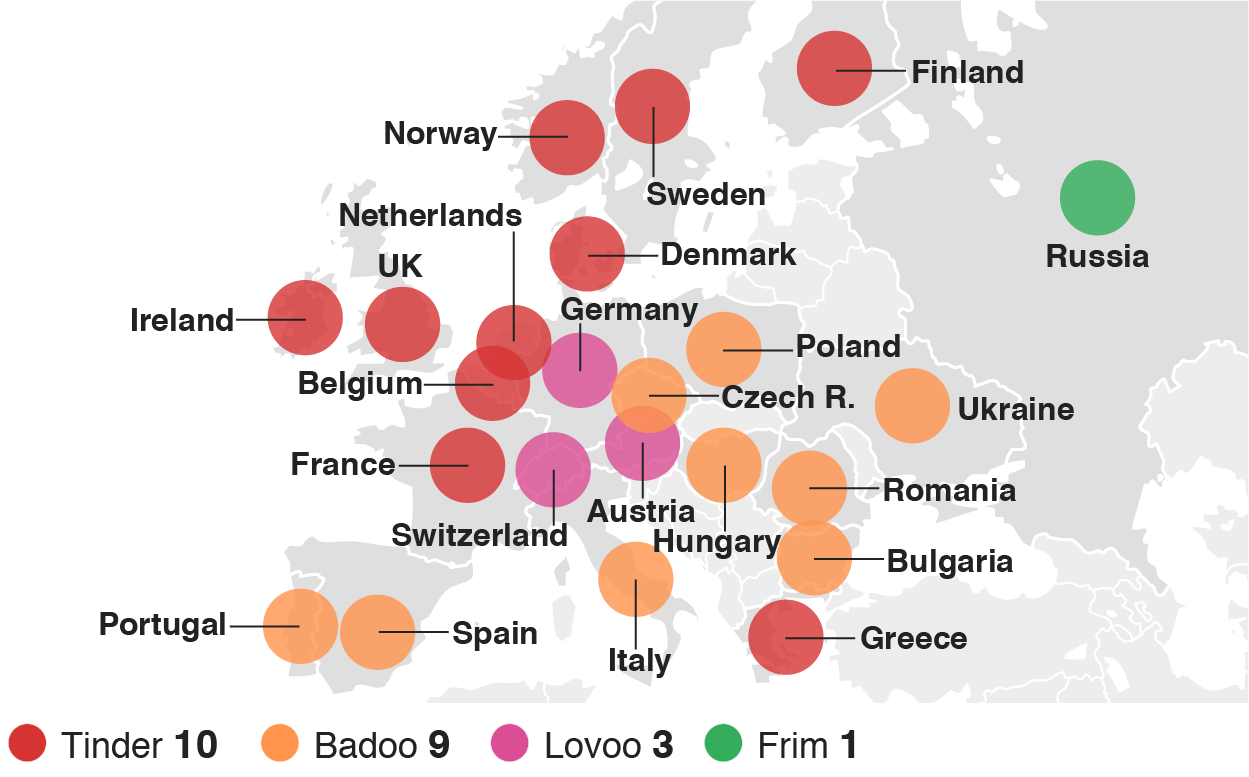 Finland
Norway
Sweden
Netherlands
Russia
Denmark
UK
Germany
Ireland
Poland
Belgium
Czech R.
Ukraine
France
Romania
Austria
Switzerland
Hungary
Bulgaria
Portugal
Spain
Greece
Italy
Tinder 10
Badoo 9
Lovoo 3
Frim 1